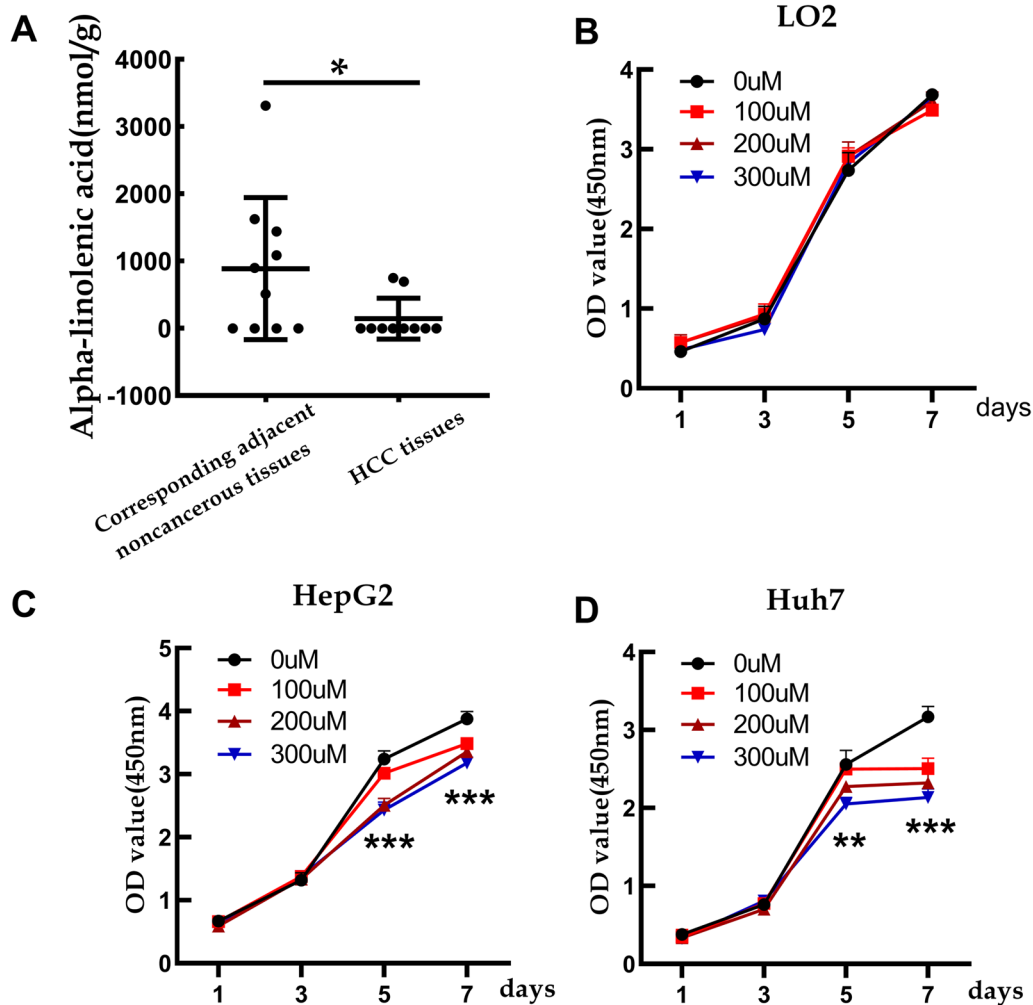 A
Alpha-linolenic acid(nmol/g)
4000
3000
2000
1000
0
-1000
*
Corresponding adjacent
noncancerous tissues
HCC tissues
B
LO2
OD value(450nm)
4
3
2
1
0
0uM
100uM
200uM
300uM
1 3 5 7 days
C
HepG2
OD value(450nm)
5
4
3
2
1
0
0uM
100uM
200uM
300uM
***
***
1 3 5 7 days
D
Huh7
OD value(450nm)
4
3
2
1
0
0uM
100uM
200uM
300uM
**
***
1 3 5 7 days